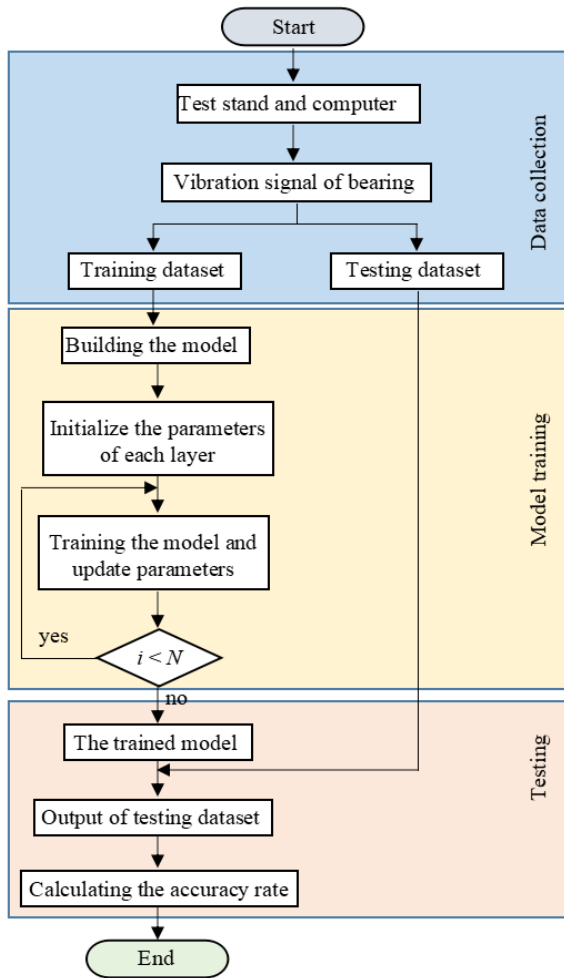 Start
Test stand and computer
Vibration signal of bearing
Data collection
Training dataset
Testing dataset
Building the model
Initialize the parameters
of each layer
Model training
Training the model and
update parameters
yes
i < N
no
The trained model
Testing
Output of testing dataset
Calculating the accuracy rate
End